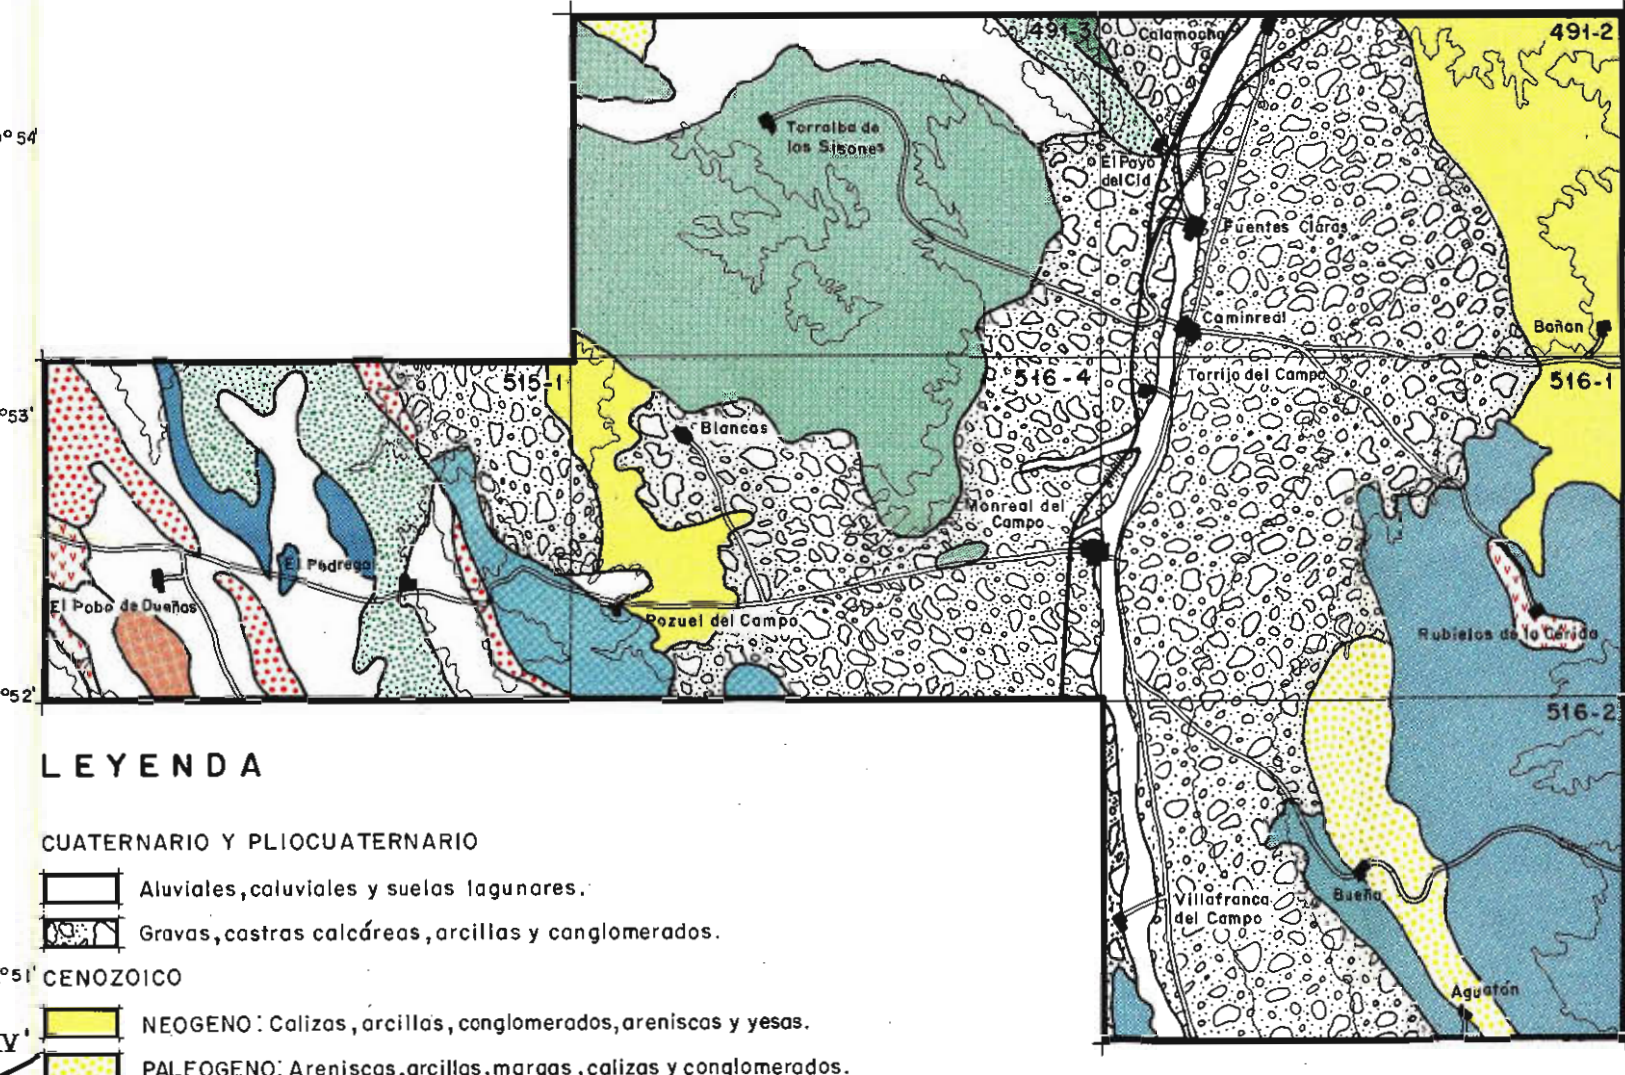 491-3
Calamocha
491-2
°54'
Torralba de
los Sisones
El Poyo
del Cid
Fuentes Claras
Caminreal
Bañon
515-1
516-4
Torrijo del Campo
516-1
°53'
Blancas
Monreal del
Campo
El Pedregal
El Pobo de Dueñas
Pozuel del Campo
Rubielos de la Cérida
°52'
516-2
LEYENDA
CUATERNARIO Y PLIOCUATERNARIO
Aluviales, coluviales y suelos lagunares.
Gravas, costras calcáreas, arcillas y conglomerados.
Bueña
Villafranca
del Campo
°51'
CENOZOICO
Aguatón
NEOGENO: Calizas, arcillas, conglomerados, areniscas y yesos.
PALEOGENO: Areniscas, arcillas, margas, calizas y conglomerados.